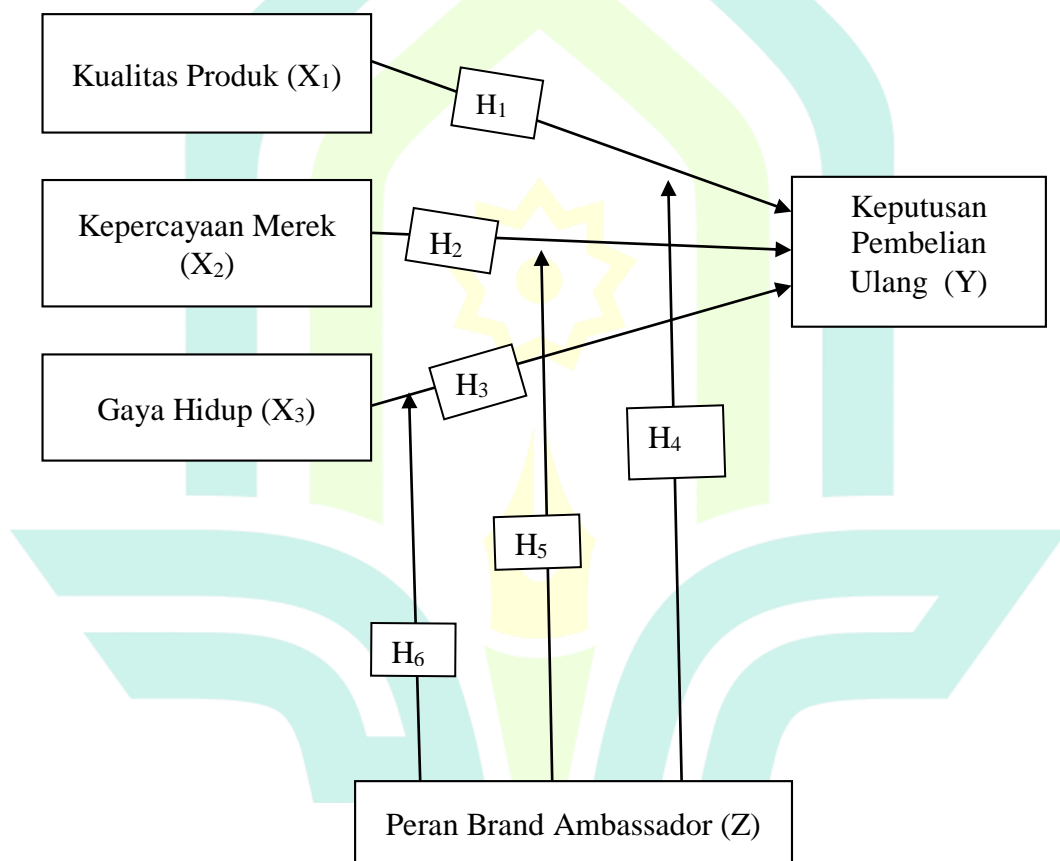 Kualitas Produk (X₁)
H₁
Kepercayaan Merek
(X₂)
H₂
Keputusan
Pembelian
Ulang (Y)
Gaya Hidup (X₃)
H₃
H₄
H₅
H₆
Peran Brand Ambassador (Z)